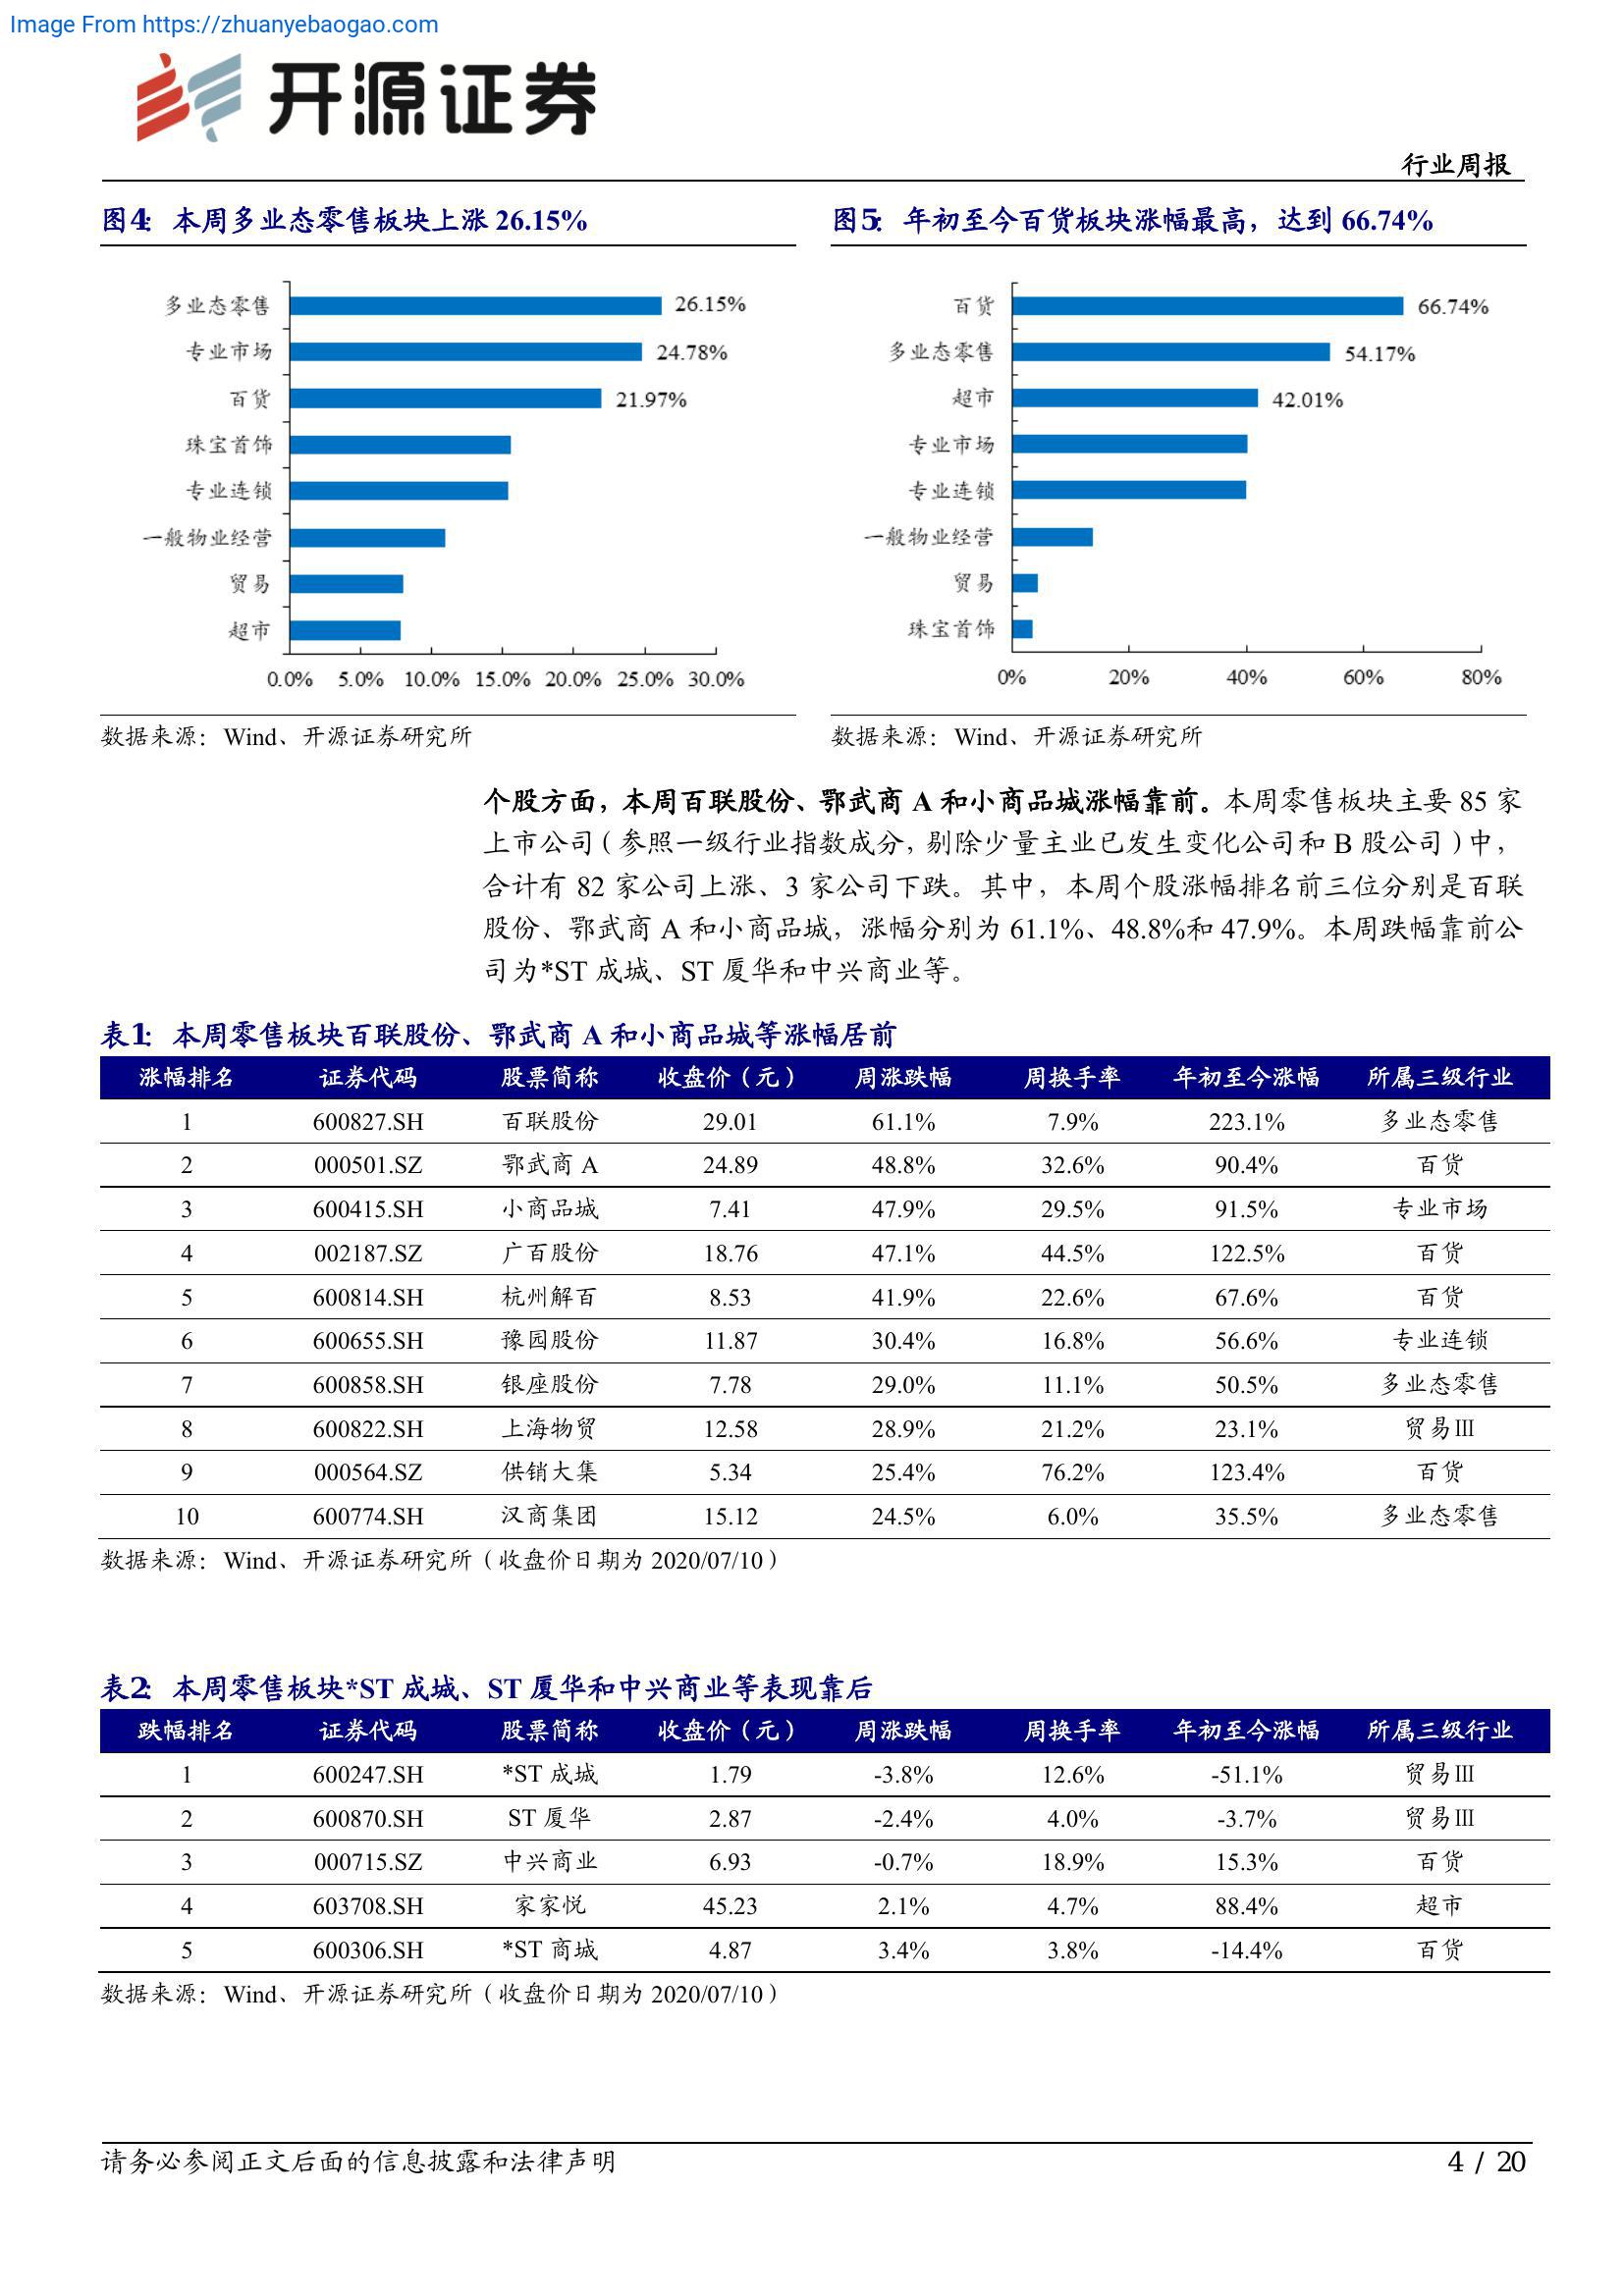 Image From https://zhuanyebaogao.com
开源证券
行业周报
图4: 本周多业态零售板块上涨 26.15%
多业态零售 26.15%
专业市场 24.78%
百货 21.97%
珠宝首饰
专业连锁
一般物业经营
贸易
超市
0.0% 5.0% 10.0% 15.0% 20.0% 25.0% 30.0%
数据来源：Wind、开源证券研究所
图5: 年初至今百货板块涨幅最高，达到 66.74%
百货 66.74%
多业态零售 54.17%
超市 42.01%
专业市场
专业连锁
一般物业经营
贸易
珠宝首饰
0% 20% 40% 60% 80%
数据来源：Wind、开源证券研究所
个股方面，本周百联股份、鄂武商 A 和小商品城涨幅靠前。本周零售板块主要 85 家
上市公司（参照一级行业指数成分，剔除少量主业已发生变化公司和 B 股公司）中，
合计有 82 家公司上涨、3 家公司下跌。其中，本周个股涨幅排名前三位分别是百联
股份、鄂武商 A 和小商品城，涨幅分别为 61.1%、48.8%和 47.9%。本周跌幅靠前公
司为*ST 成城、ST 厦华和中兴商业等。
表1: 本周零售板块百联股份、鄂武商 A 和小商品城等涨幅居前
涨幅排名 证券代码 股票简称 收盘价（元） 周涨跌幅 周换手率 年初至今涨幅 所属三级行业
1 600827.SH 百联股份 29.01 61.1% 7.9% 223.1% 多业态零售
2 000501.SZ 鄂武商 A 24.89 48.8% 32.6% 90.4% 百货
3 600415.SH 小商品城 7.41 47.9% 29.5% 91.5% 专业市场
4 002187.SZ 广百股份 18.76 47.1% 44.5% 122.5% 百货
5 600814.SH 杭州解百 8.53 41.9% 22.6% 67.6% 百货
6 600655.SH 豫园股份 11.87 30.4% 16.8% 56.6% 专业连锁
7 600858.SH 银座股份 7.78 29.0% 11.1% 50.5% 多业态零售
8 600822.SH 上海物贸 12.58 28.9% 21.2% 23.1% 贸易Ⅲ
9 000564.SZ 供销大集 5.34 25.4% 76.2% 123.4% 百货
10 600774.SH 汉商集团 15.12 24.5% 6.0% 35.5% 多业态零售
数据来源：Wind、开源证券研究所（收盘价日期为 2020/07/10）
表2: 本周零售板块*ST 成城、ST 厦华和中兴商业等表现靠后
跌幅排名 证券代码 股票简称 收盘价（元） 周涨跌幅 周换手率 年初至今涨幅 所属三级行业
1 600247.SH *ST 成城 1.79 -3.8% 12.6% -51.1% 贸易Ⅲ
2 600870.SH ST 厦华 2.87 -2.4% 4.0% -3.7% 贸易Ⅲ
3 000715.SZ 中兴商业 6.93 -0.7% 18.9% 15.3% 百货
4 603708.SH 家家悦 45.23 2.1% 4.7% 88.4% 超市
5 600306.SH *ST 商城 4.87 3.4% 3.8% -14.4% 百货
数据来源：Wind、开源证券研究所（收盘价日期为 2020/07/10）
请务必参阅正文后面的信息披露和法律声明
4 / 20